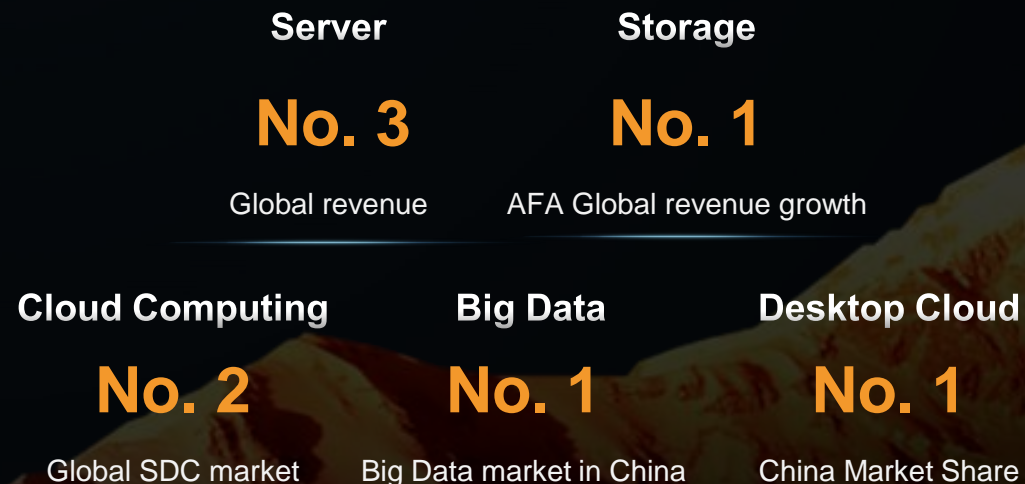 Server Storage
No. 3 No. 1
Global revenue AFA Global revenue growth
Cloud Computing Big Data Desktop Cloud
No. 2 No. 1 No. 1
Global SDC market Big Data market in China China Market Share